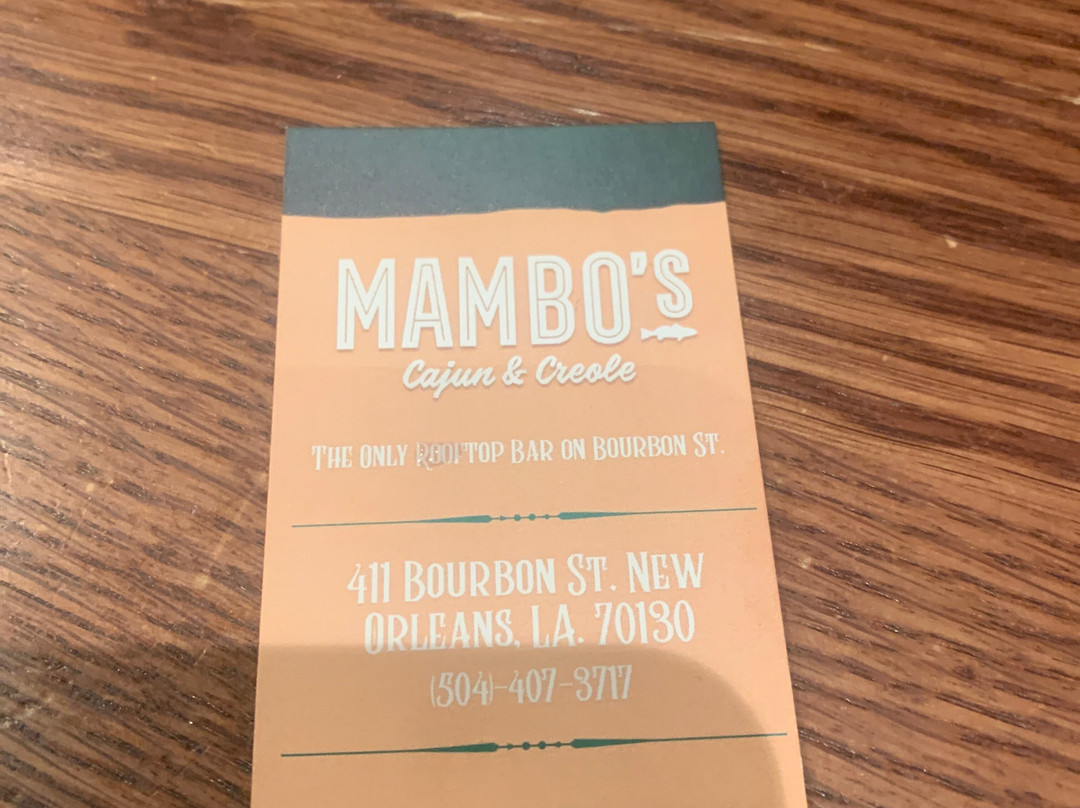 MAMBO'S
Cajun & Creole
THE ONLY ROOFTOP BAR ON BOURBON ST.
411 BOURBON ST. NEW
ORLEANS, LA. 70130
(504)-407-3717